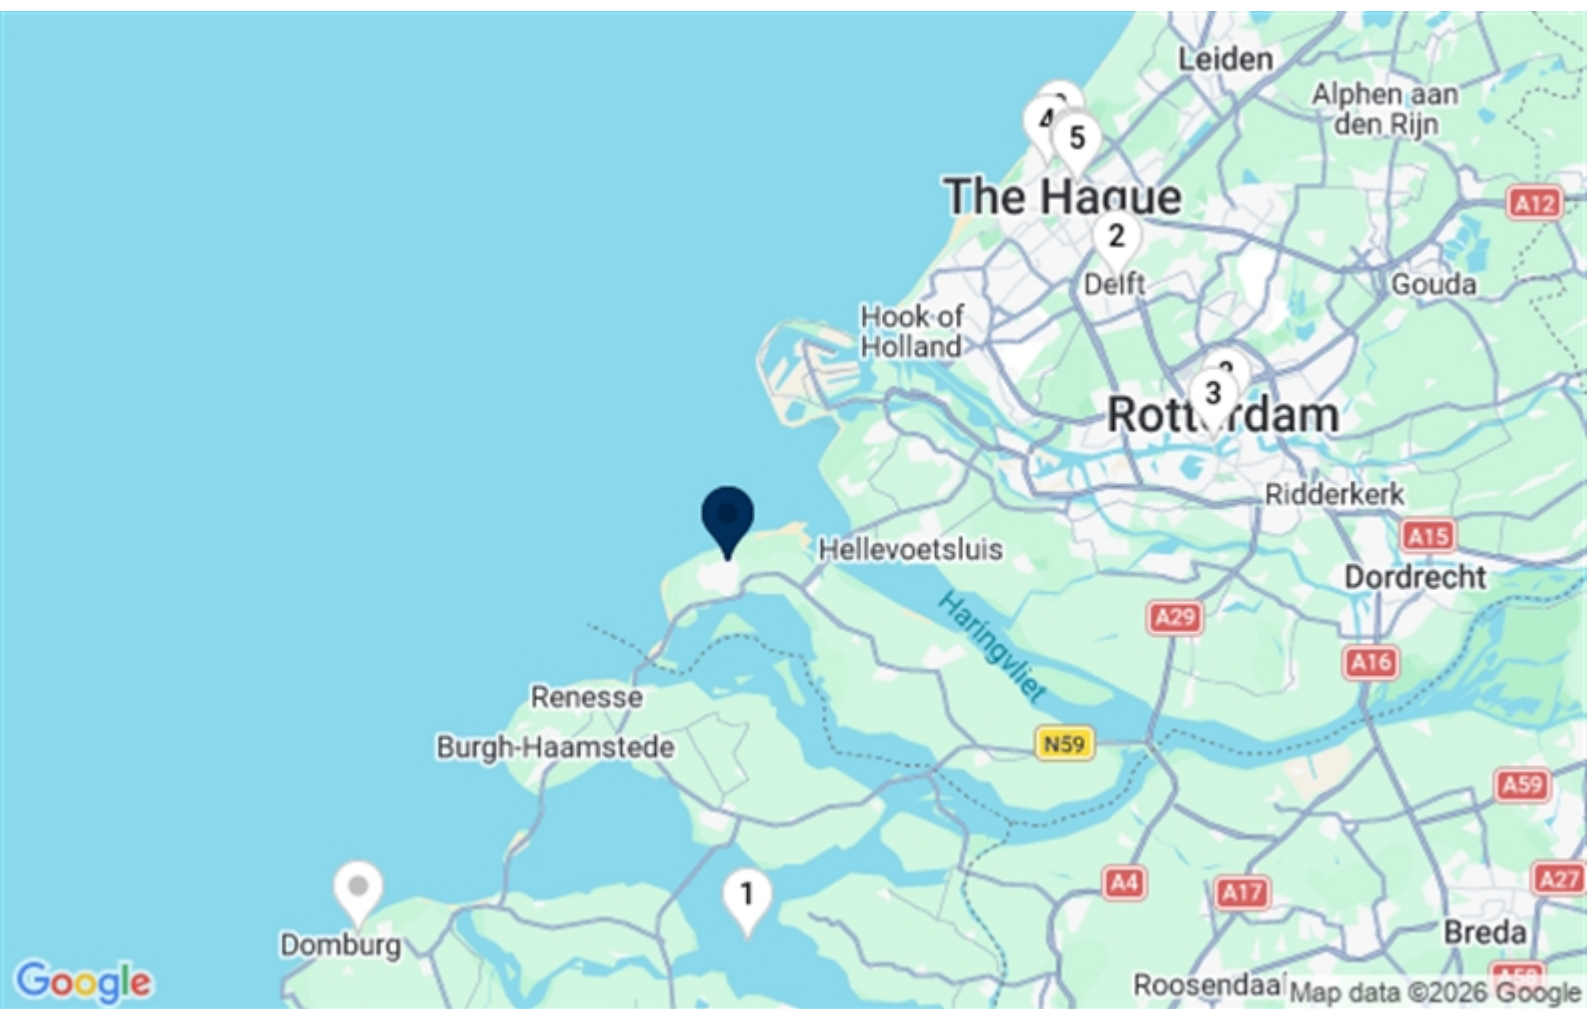 Leiden
Alphen aan
den Rijn
4
5
The Hague
A12
2
Delft
Gouda
Hook of
Holland
3
Rotterdam
Ridderkerk
A15
Hellevoetsluis
Dordrecht
Haringvliet
A29
A16
Renesse
Burgh-Haamstede
N59
A59
A4
A17
A27
1
Domburg
Breda
Roosendaal
A58
Google
Map data ©2026 Google